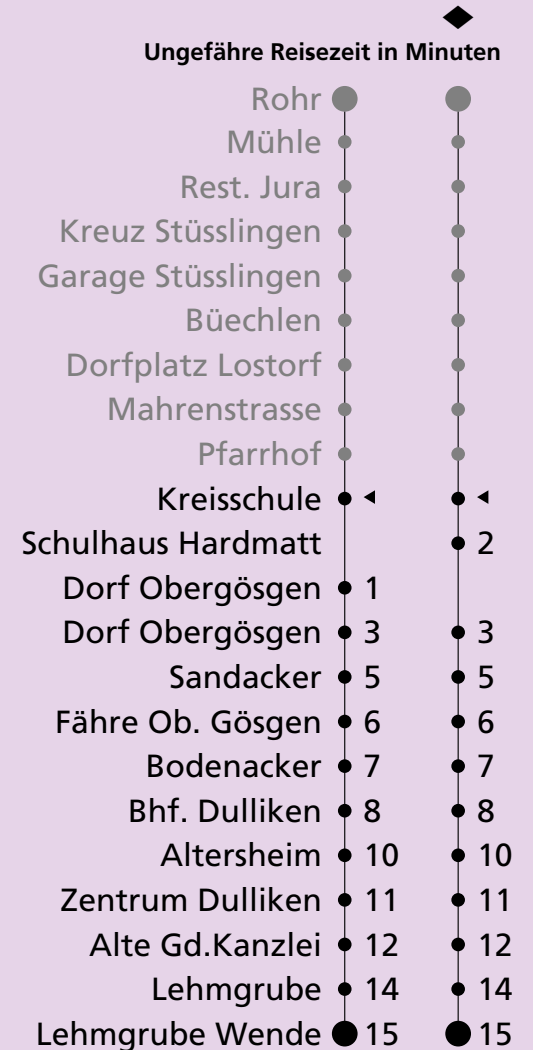 Ungefähre Reisezeit in Minuten
Rohr
Mühle
Rest. Jura
Kreuz Stüsslingen
Garage Stüsslingen
Büechlen
Dorfplatz Lostorf
Mahrenstrasse
Pfarrhof
Kreisschule
Schulhaus Hardmatt 2
Dorf Obergösgen 1
Dorf Obergösgen 3 3
Sandacker 5 5
Fähre Ob. Gösgen 6 6
Bodenacker 7 7
Bhf. Dulliken 8 8
Altersheim 10 10
Zentrum Dulliken 11 11
Alte Gd.Kanzlei 12 12
Lehmgrube 14 14
Lehmgrube Wende 15 15